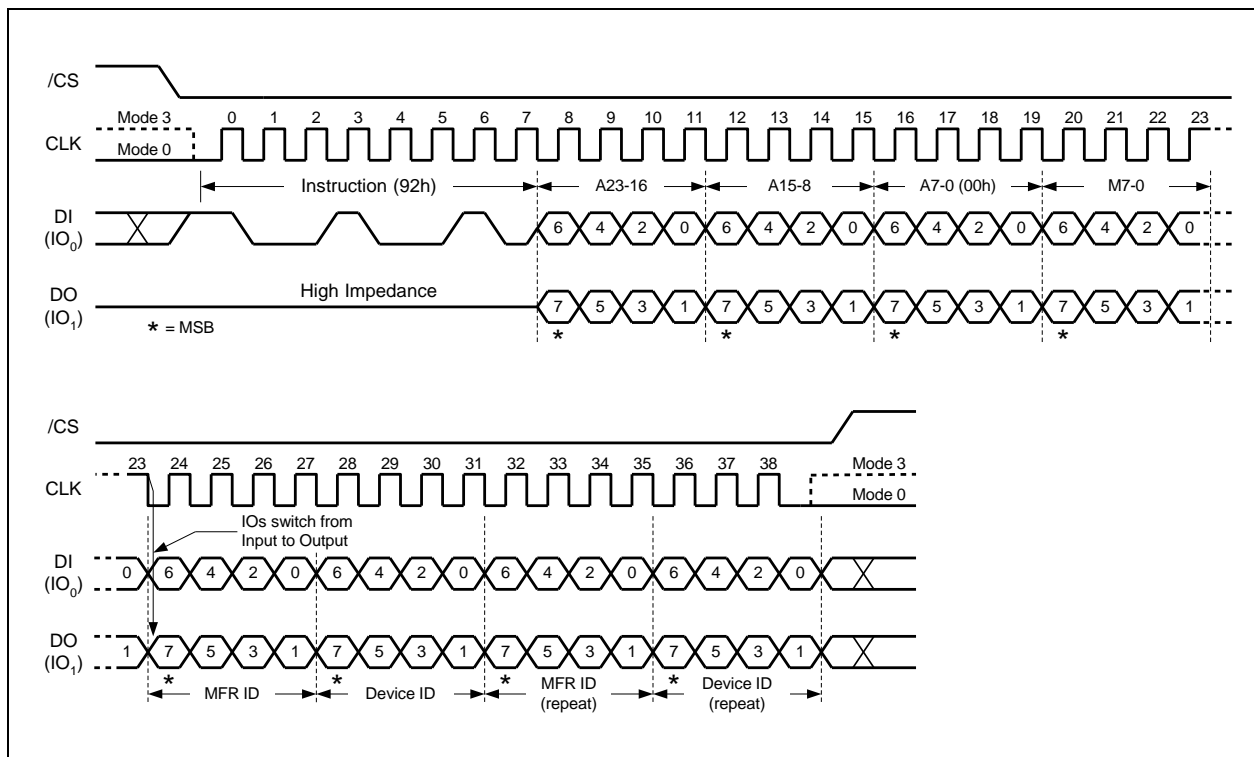 /CS
Mode 3 0 1 2 3 4 5 6 7 8 9 10 11 12 13 14 15 16 17 18 19 20 21 22 23
CLK
Mode 0
Instruction (92h) A23-16 A15-8 A7-0 (00h) M7-0
DI
(IO0) 6 4 2 0 6 4 2 0 6 4 2 0 6 4 2 0
High Impedance
DO
(IO1) 7 5 3 1 7 5 3 1 7 5 3 1 7 5 3 1
* = MSB * * * *
/CS
23 24 25 26 27 28 29 30 31 32 33 34 35 36 37 38 Mode 3
CLK
Mode 0
IOs switch from
Input to Output
DI
(IO0) 0 6 4 2 0 6 4 2 0 6 4 2 0 6 4 2 0
DO
(IO1) 1 7 5 3 1 7 5 3 1 7 5 3 1 7 5 3 1
* * * *
MFR ID Device ID MFR ID
(repeat) Device ID
(repeat)